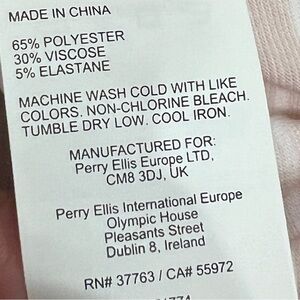 MADE IN CHINA
65% POLYESTER
30% VISCOSE
5% ELASTANE
MACHINE WASH COLD WITH LIKE
COLORS. NON-CHLORINE BLEACH.
TUMBLE DRY LOW. COOL IRON.
MANUFACTURED FOR:
Perry Ellis Europe LTD,
CM8 3DJ, UK
Perry Ellis International Europe
Olympic House
Pleasants Street
Dublin 8, Ireland
RN# 37763 / CA# 55972